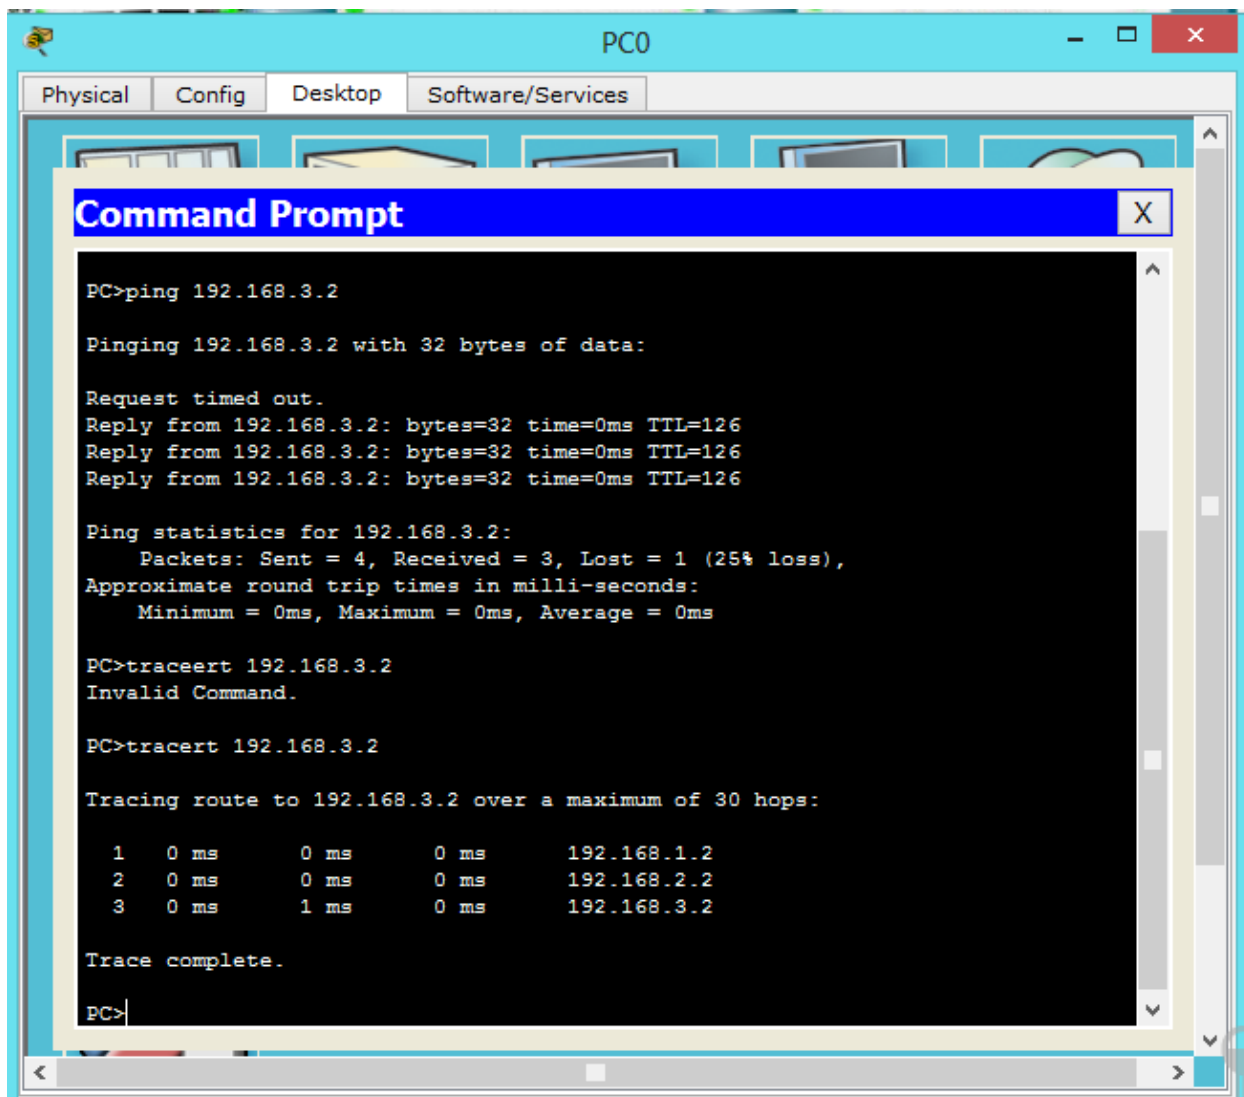 PC0
Physical Config Desktop Software/Services
Command Prompt
X
PC>ping 192.168.3.2
Pinging 192.168.3.2 with 32 bytes of data:
Request timed out.
Reply from 192.168.3.2: bytes=32 time=0ms TTL=126
Reply from 192.168.3.2: bytes=32 time=0ms TTL=126
Reply from 192.168.3.2: bytes=32 time=0ms TTL=126
Ping statistics for 192.168.3.2:
Packets: Sent = 4, Received = 3, Lost = 1 (25% loss),
Approximate round trip times in milli-seconds:
Minimum = 0ms, Maximum = 0ms, Average = 0ms
PC>traceert 192.168.3.2
Invalid Command.
PC>tracert 192.168.3.2
Tracing route to 192.168.3.2 over a maximum of 30 hops:
1 0 ms 0 ms 0 ms 192.168.1.2
2 0 ms 0 ms 0 ms 192.168.2.2
3 0 ms 1 ms 0 ms 192.168.3.2
Trace complete.
PC>